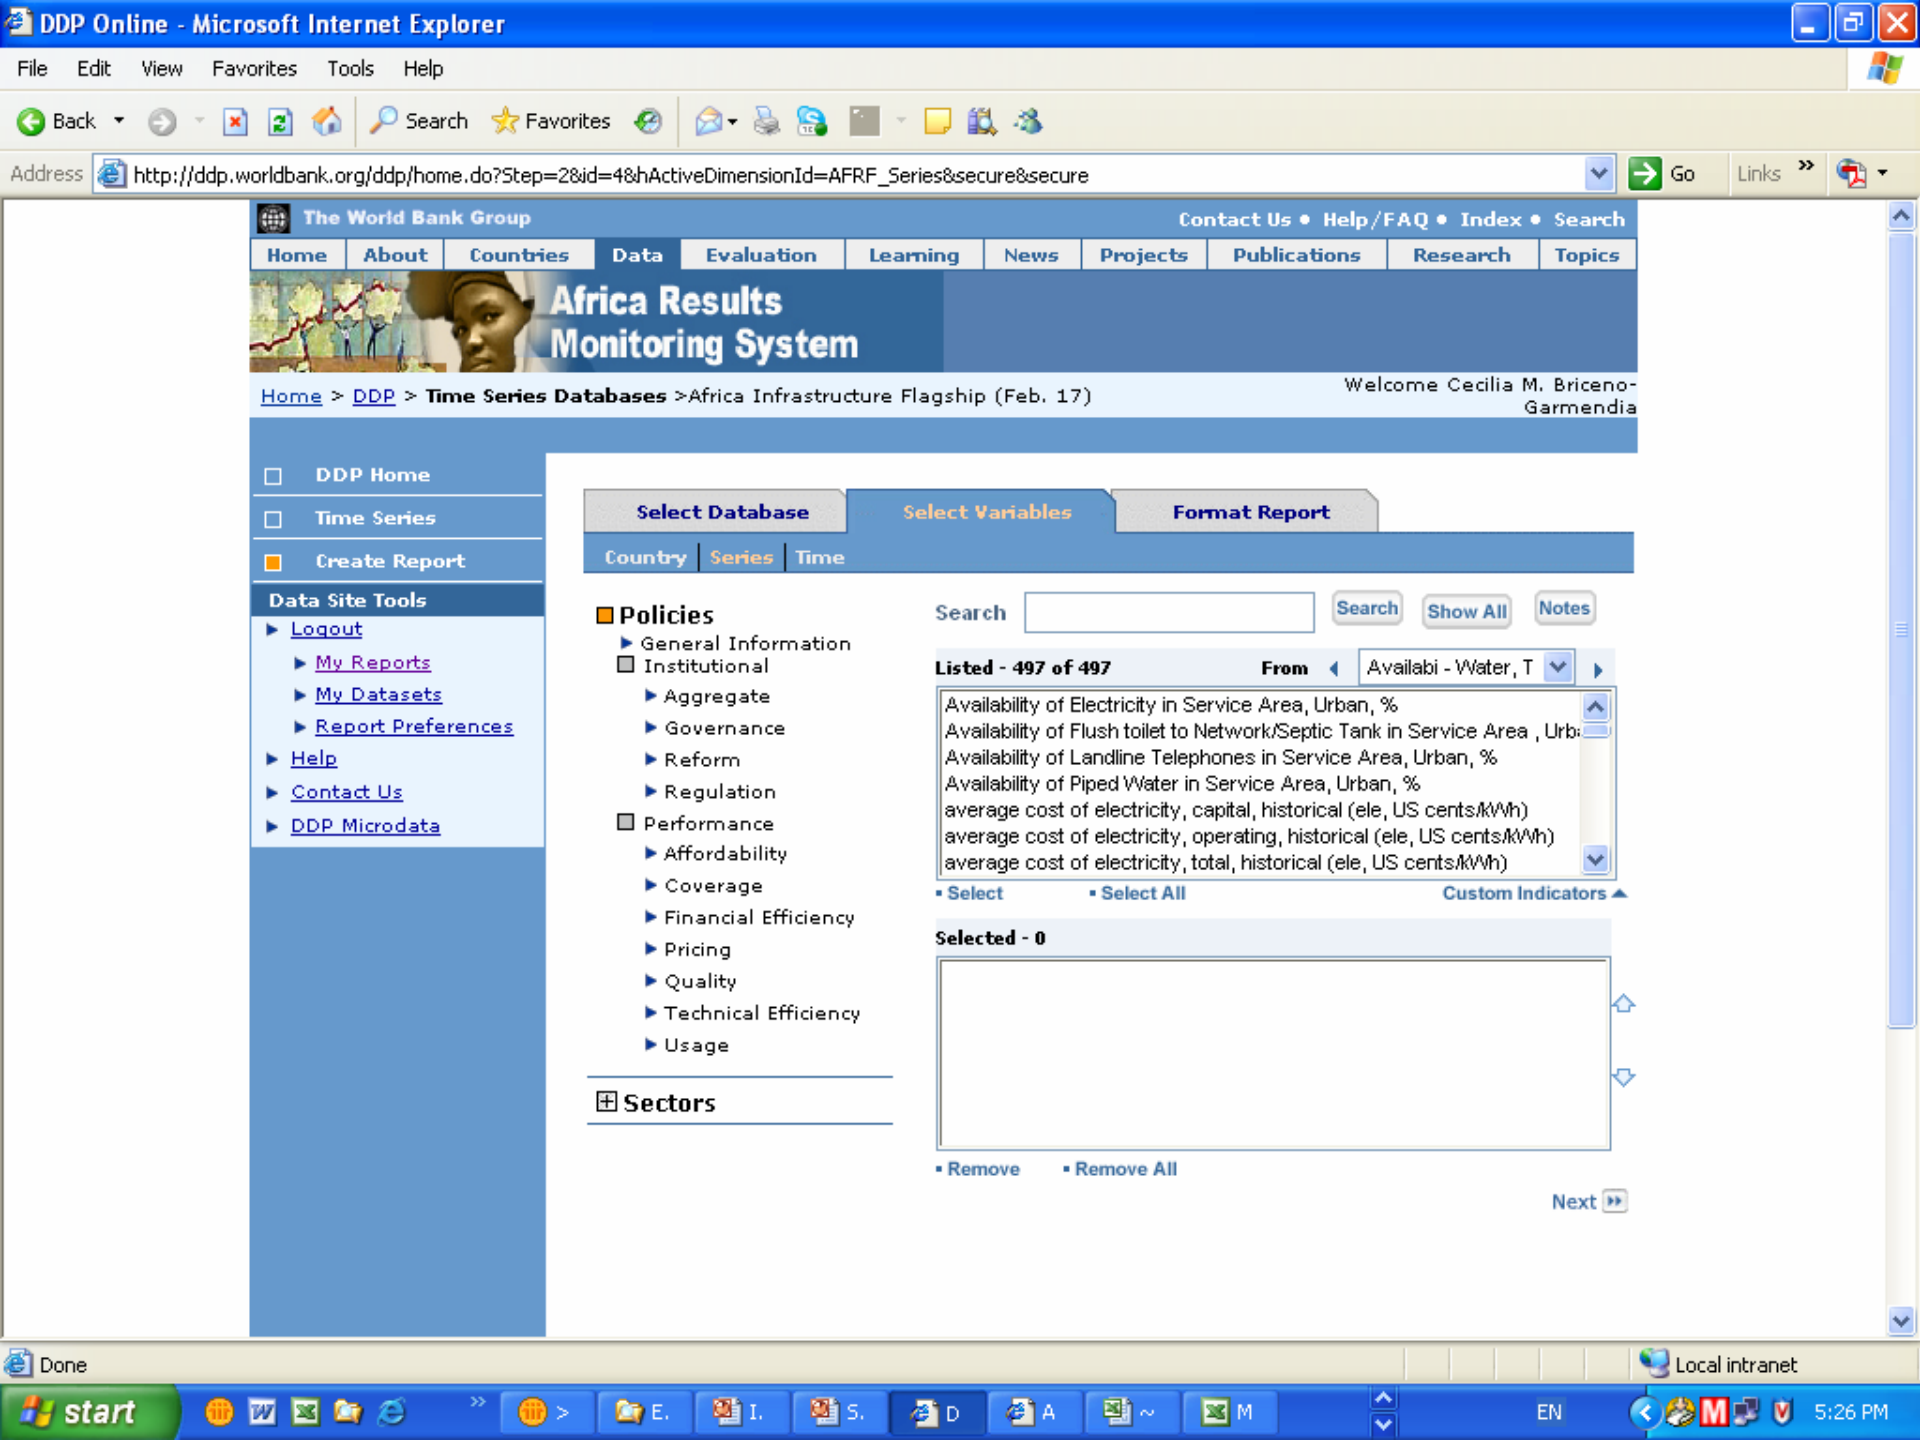 DDP Online - Microsoft Internet Explorer
File Edit View Favorites Tools Help
Back Search Favorites
Address http://ddp.worldbank.org/ddp/home.do?Step=2&id=4&hActiveDimensionId=AFRF_Series&secure&secure Go Links »
The World Bank Group Contact Us • Help/FAQ • Index • Search
Home About Countries Data Evaluation Learning News Projects Publications Research Topics
Africa Results
Monitoring System
Home > DDP > Time Series Databases >Africa Infrastructure Flagship (Feb. 17)
Welcome Cecilia M. Briceno-
Garmendia
DDP Home
Time Series
Create Report
Data Site Tools
Logout
My Reports
My Datasets
Report Preferences
Help
Contact Us
DDP Microdata
Select Database Select Variables Format Report
Country Series Time
Policies
General Information
Institutional
Aggregate
Governance
Reform
Regulation
Performance
Affordability
Coverage
Financial Efficiency
Pricing
Quality
Technical Efficiency
Usage
Sectors
Search Search Show All Notes
Listed - 497 of 497 From Availabi - Water, T
Availability of Electricity in Service Area, Urban, %
Availability of Flush toilet to Network/Septic Tank in Service Area , Urb
Availability of Landline Telephones in Service Area, Urban, %
Availability of Piped Water in Service Area, Urban, %
average cost of electricity, capital, historical (ele, US cents/kWh)
average cost of electricity, operating, historical (ele, US cents/kWh)
average cost of electricity, total, historical (ele, US cents/kWh)
Select Select All Custom Indicators
Selected - 0
Remove Remove All
Next
Done Local intranet
start » > E. I. S. D A ~ M EN 5:26 PM